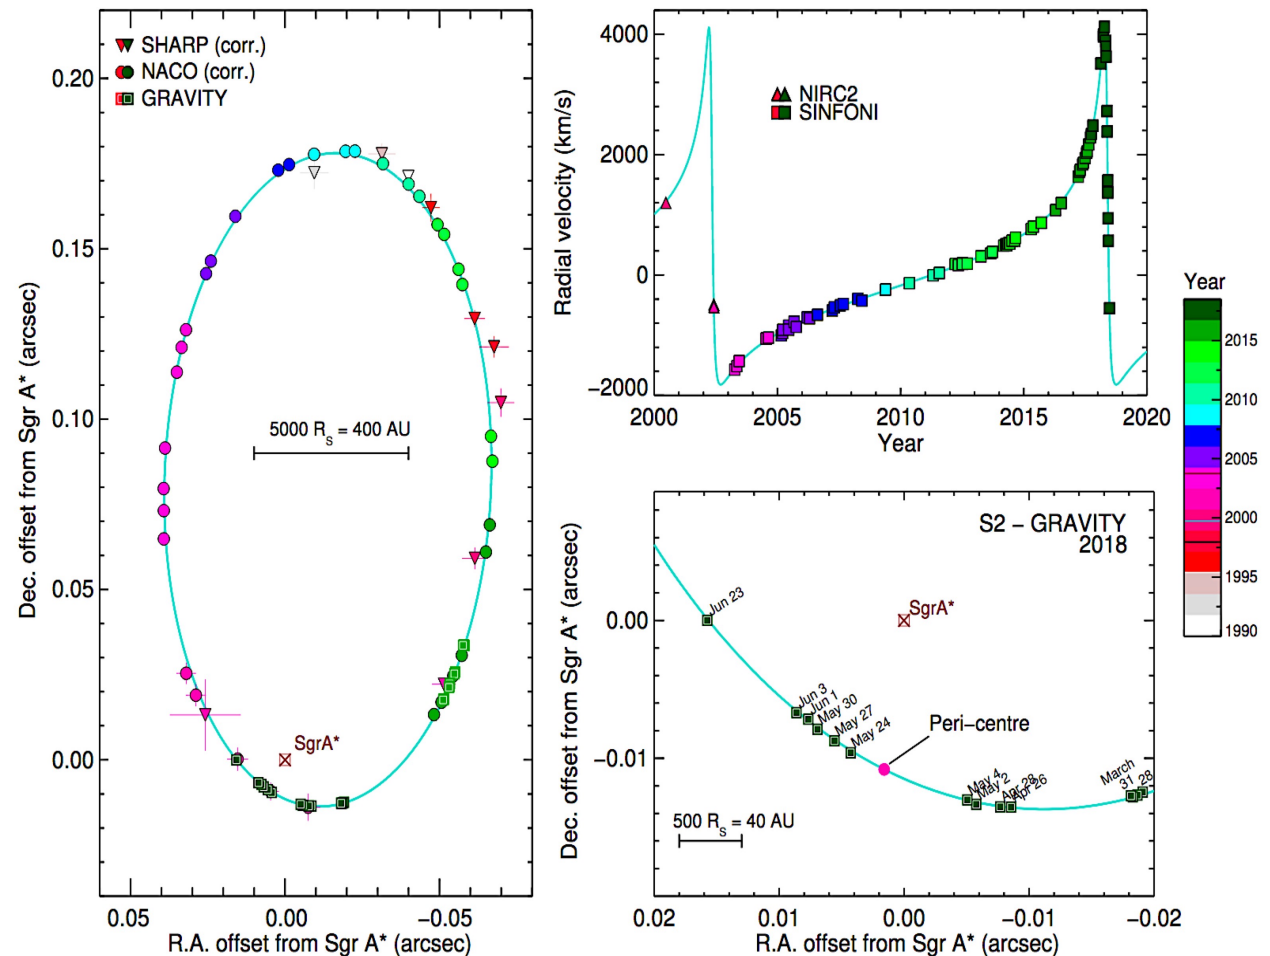 SHARP (corr.)
NACO (corr.)
GRAVITY
0.20
0.15
0.10
0.05
0.00
Dec. offset from Sgr A* (arcsec)
5000 RS = 400 AU
SgrA*
0.05
0.00
−0.05
R.A. offset from Sgr A* (arcsec)
4000
2000
0
−2000
Radial velocity (km/s)
NIRC2
SINFONI
2000
2005
2010
2015
2020
Year
S2 − GRAVITY
2018
0.00
−0.01
Dec. offset from Sgr A* (arcsec)
Jun 23
SgrA*
Jun 3
Jun 1
May 30
May 27
May 24
Peri−centre
May 4
May 2
Apr 28
Apr 26
March
31
28
500 RS = 40 AU
0.02
0.01
0.00
−0.01
−0.02
R.A. offset from Sgr A* (arcsec)
Year
2015
2010
2005
2000
1995
1990